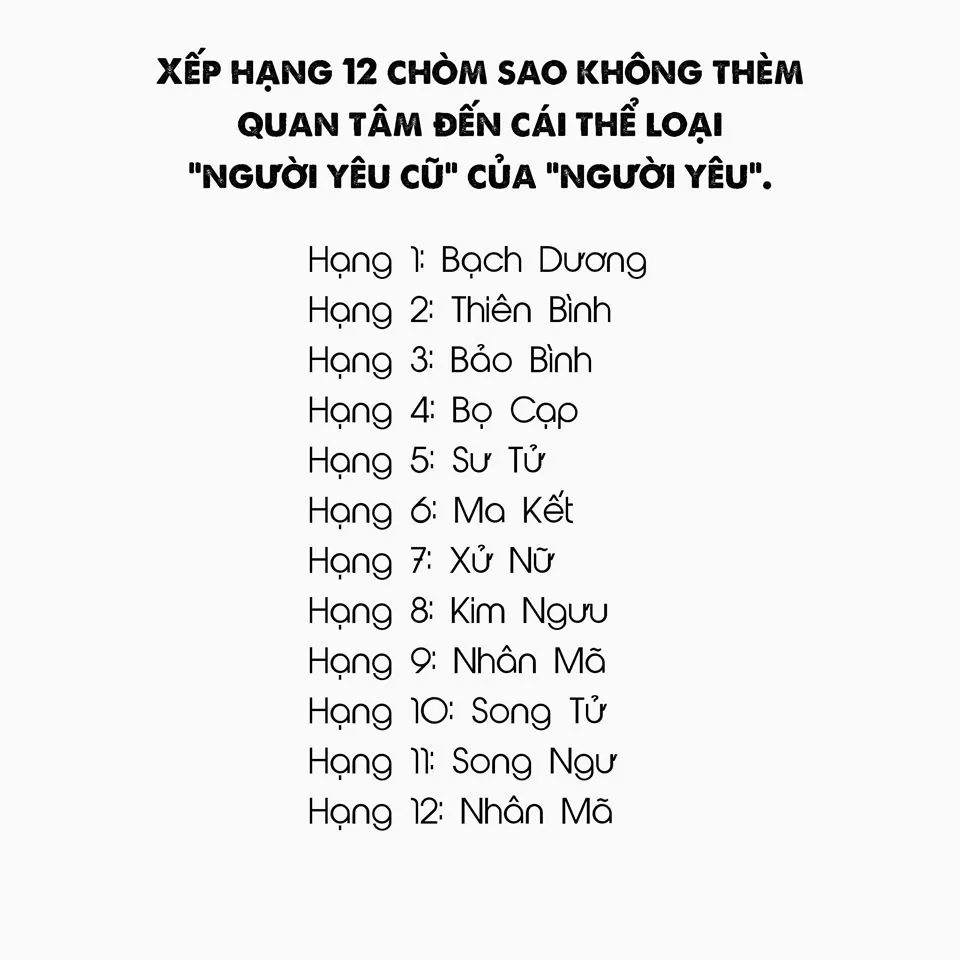 XẾP HẠNG 12 CHÒM SAO KHÔNG THÈM
QUAN TÂM ĐẾN CÁI THỂ LOẠI
"NGƯỜI YÊU CŨ" CỦA "NGƯỜI YÊU".
Hạng 1: Bạch Dương
Hạng 2: Thiên Bình
Hạng 3: Bảo Bình
Hạng 4: Bọ Cạp
Hạng 5: Sư Tử
Hạng 6: Ma Kết
Hạng 7: Xử Nữ
Hạng 8: Kim Ngưu
Hạng 9: Nhân Mã
Hạng 10: Song Tử
Hạng 11: Song Ngư
Hạng 12: Nhân Mã